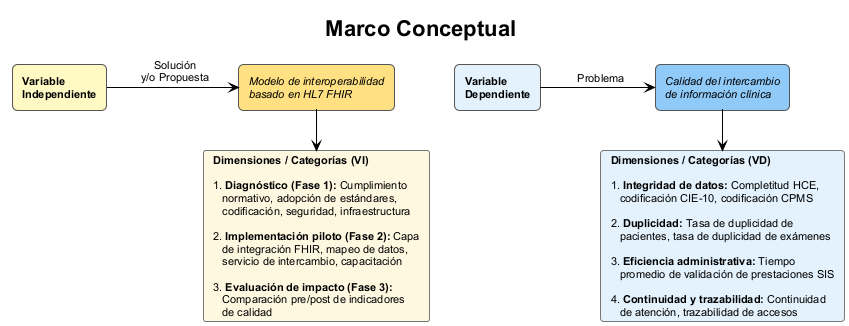 Marco Conceptual
Variable
Independiente
Solución
y/o Propuesta
Modelo de interoperabilidad
basado en HL7 FHIR
Dimensiones / Categorías (VI)
1. Diagnóstico (Fase 1): Cumplimiento
normativo, adopción de estándares,
codificación, seguridad, infraestructura
2. Implementación piloto (Fase 2): Capa
de integración FHIR, mapeo de datos,
servicio de intercambio, capacitación
3. Evaluación de impacto (Fase 3):
Comparación pre/post de indicadores
de calidad
Variable
Dependiente
Problema
Calidad del intercambio
de información clínica
Dimensiones / Categorías (VD)
1. Integridad de datos: Completitud HCE,
codificación CIE-10, codificación CPMS
2. Duplicidad: Tasa de duplicidad de
pacientes, tasa de duplicidad de exámenes
3. Eficiencia administrativa: Tiempo
promedio de validación de prestaciones SIS
4. Continuidad y trazabilidad: Continuidad
de atención, trazabilidad de accesos